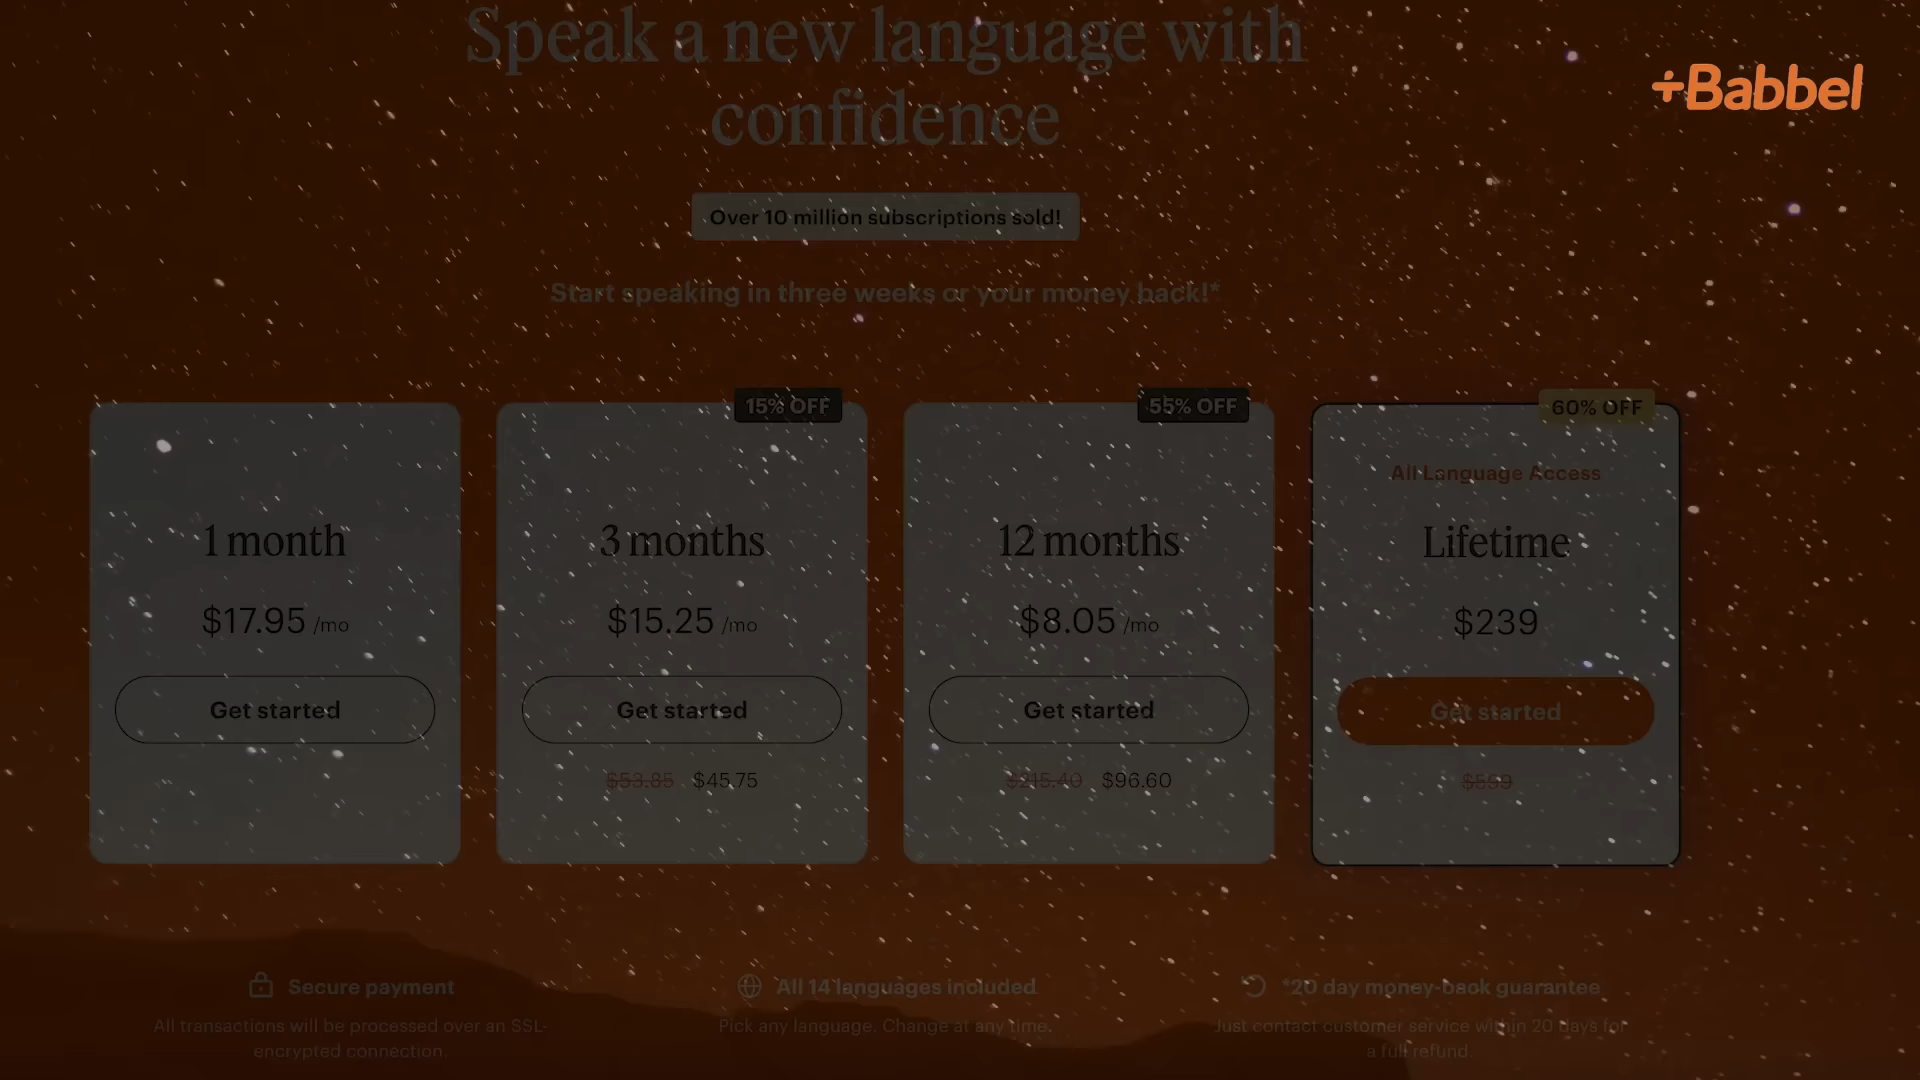 Speak a new language with
confidence
+Babbel
Over 10 million subscriptions sold!
Start speaking in three weeks or your money back!*
15% OFF
55% OFF
60% OFF
All Language Access
1 month
3 months
12 months
Lifetime
$17.95 /mo
$15.25 /mo
$8.05 /mo
$239
Get started
Get started
Get started
Get started
$53.85 $45.75
$215.40 $96.60
$599
Secure payment
All 14 languages included
*20 day money-back guarantee
All transactions will be processed over an SSL-
encrypted connection.
Pick any language. Change at any time.
Just contact customer service within 20 days for
a full refund.